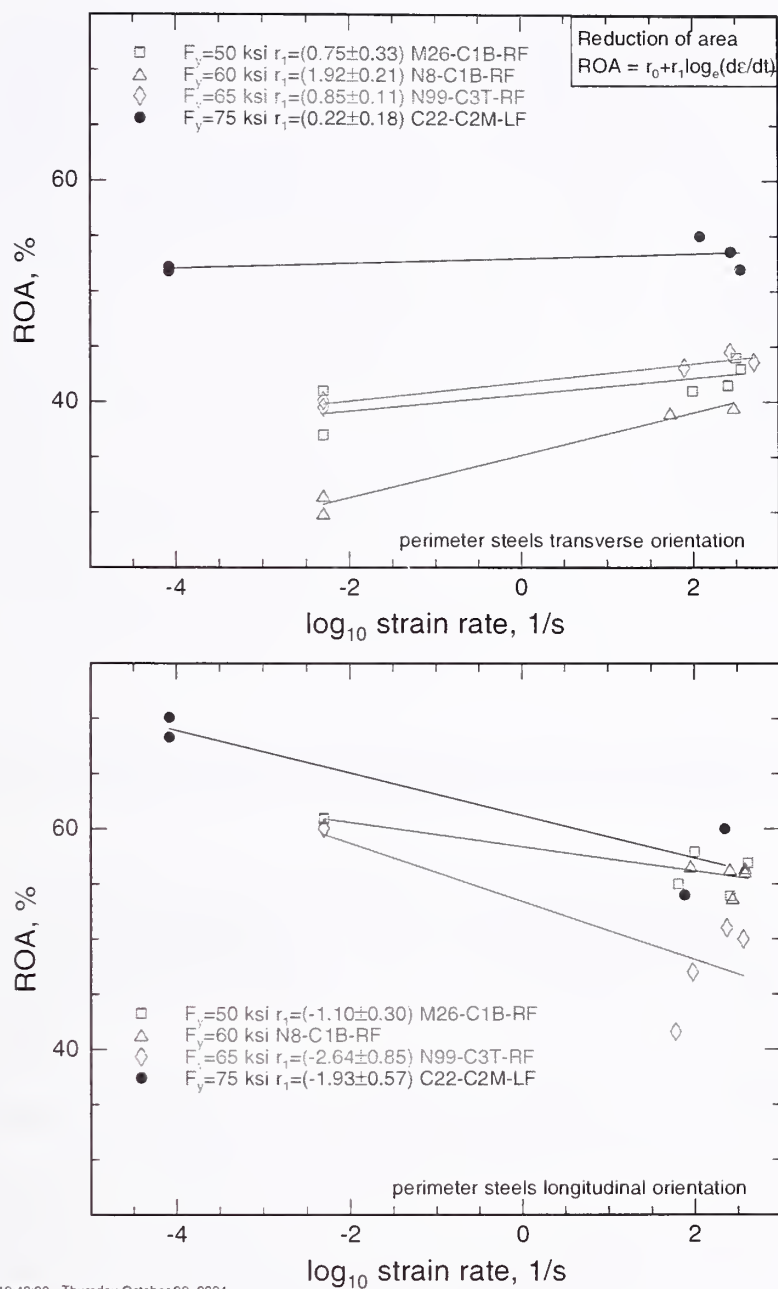 F_y=50 ksi r_1=(0.75±0.33) M26-C1B-RF
F_y=60 ksi r_1=(1.92±0.21) N8-C1B-RF
F_y=65 ksi r_1=(0.85±0.11) N99-C3T-RF
F_y=75 ksi r_1=(0.22±0.18) C22-C2M-LF
Reduction of area
ROA = r_0+r_1log_e(dε/dt)
60
40
ROA, %
perimeter steels transverse orientation
-4 -2 0 2
log_10 strain rate, 1/s
60
40
ROA, %
F_y=50 ksi r_1=(-1.10±0.30) M26-C1B-RF
F_y=60 ksi N8-C1B-RF
F_y=65 ksi r_1=(-2.64±0.85) N99-C3T-RF
F_y=75 ksi r_1=(-1.93±0.57) C22-C2M-LF
perimeter steels longitudinal orientation
-4 -2 0 2
log_10 strain rate, 1/s